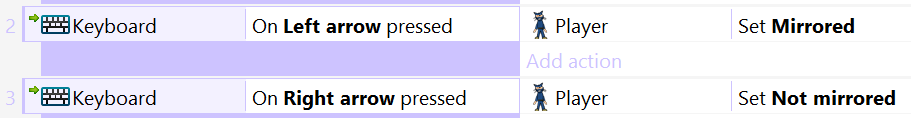 2 Keyboard On Left arrow pressed Player Set Mirrored
Add action
3 Keyboard On Right arrow pressed Player Set Not mirrored